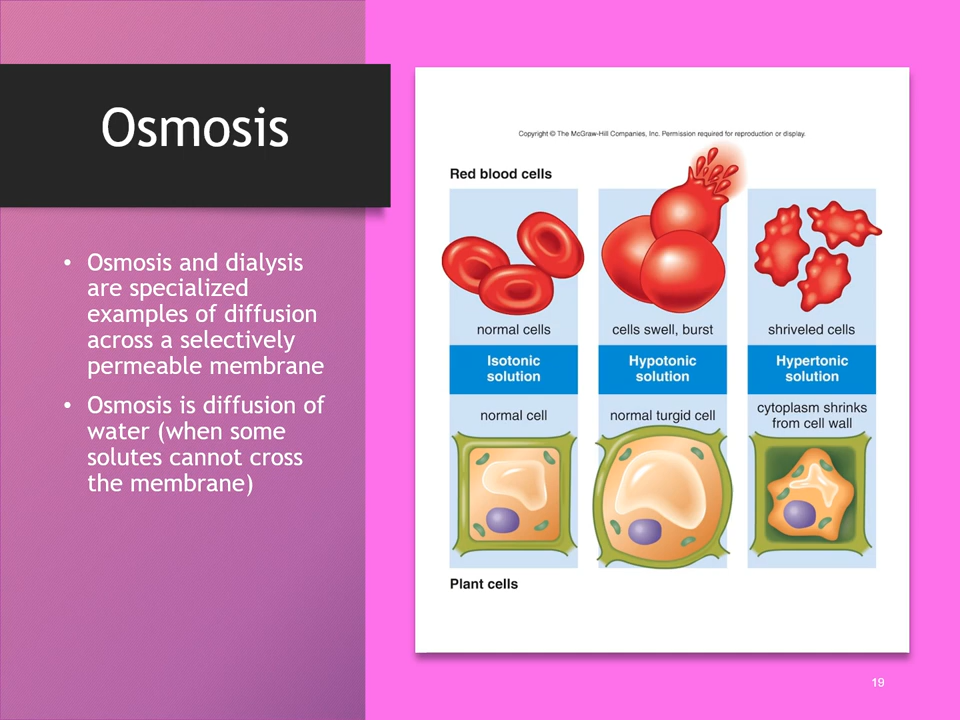 Osmosis
• Osmosis and dialysis
are specialized
examples of diffusion
across a selectively
permeable membrane
• Osmosis is diffusion of
water (when some
solutes cannot cross
the membrane)
Copyright © The McGraw-Hill Companies, Inc. Permission required for reproduction or display.
Red blood cells
normal cells
cells swell, burst
shriveled cells
Isotonic
solution
Hypotonic
solution
Hypertonic
solution
normal cell
normal turgid cell
cytoplasm shrinks
from cell wall
Plant cells
19